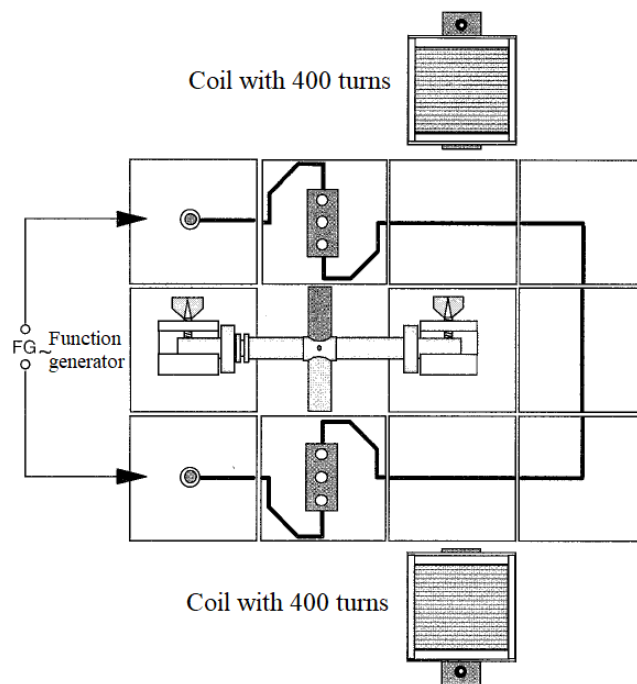 Coil with 400 turns
FG~
Function
generator
Coil with 400 turns